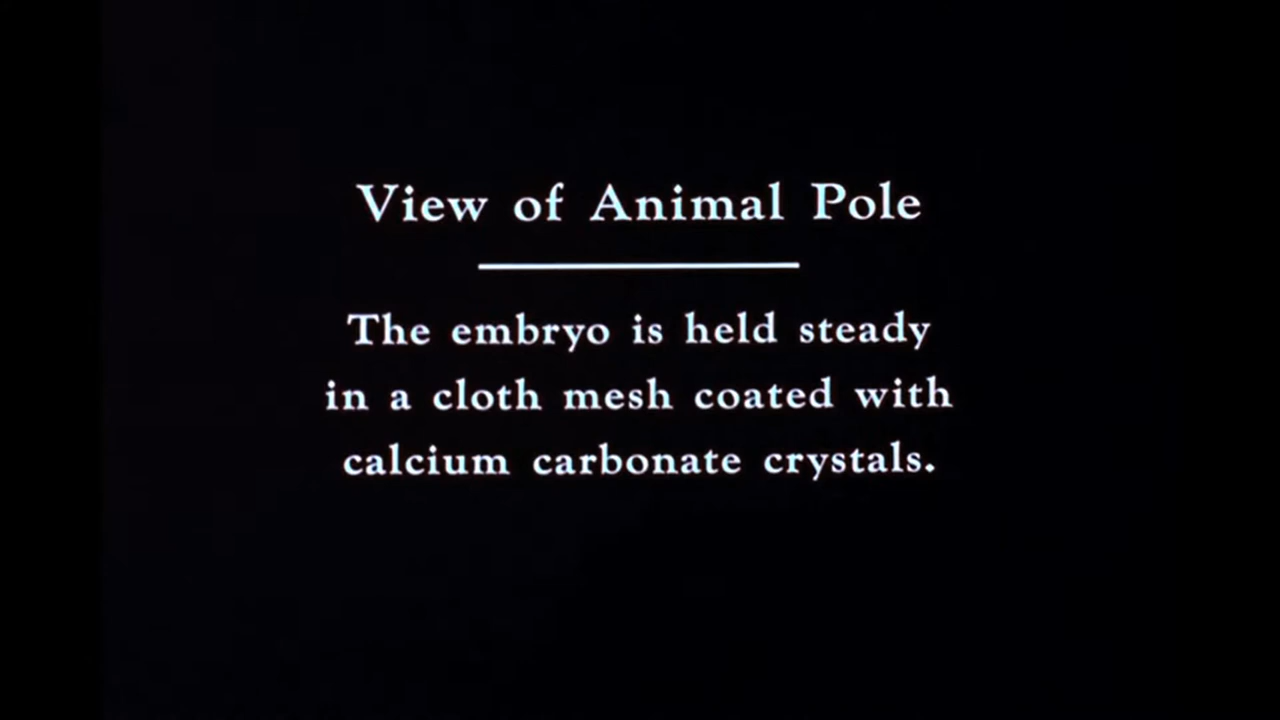 View of Animal Pole
The embryo is held steady
in a cloth mesh coated with
calcium carbonate crystals.